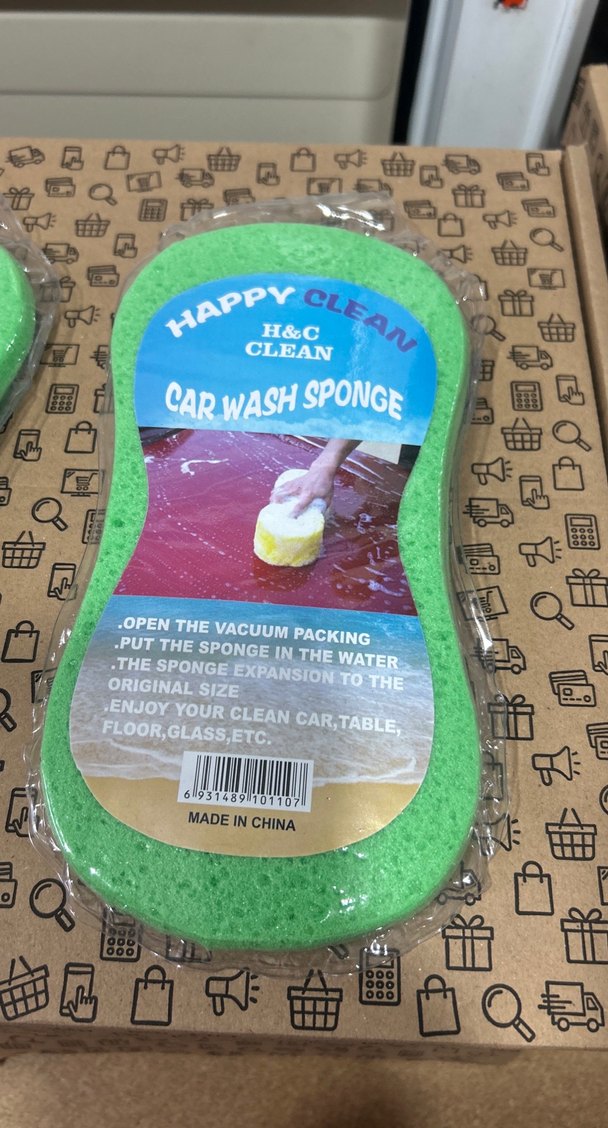 HAPPY CLEAN
H&C
CLEAN
CAR WASH SPONGE
.OPEN THE VACUUM PACKING
.PUT THE SPONGE IN THE WATER
.THE SPONGE EXPANSION TO THE
ORIGINAL SIZE
.ENJOY YOUR CLEAN CAR,TABLE,
FLOOR,GLASS,ETC.
6 931489 101107
MADE IN CHINA